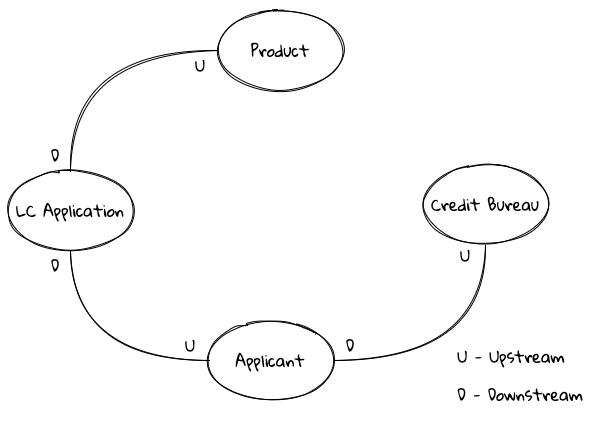 Product
U
D
LC Application
Credit Bureau
D
U
U
D
Applicant
U - Upstream
D - Downstream